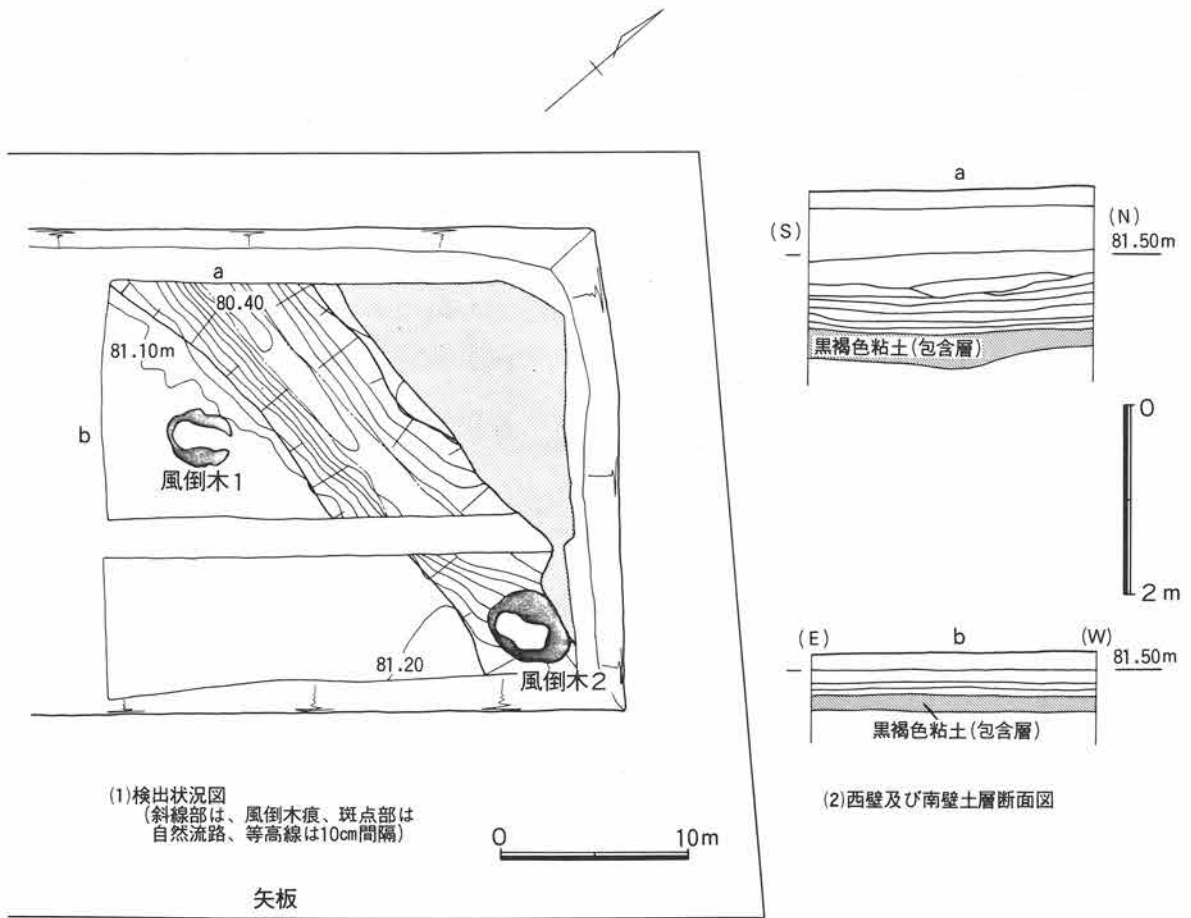 a
80.40
81.10m
b
風倒木1
81.20
風倒木2
(1)検出状況図
(斜線部は、風倒木痕、斑点部は
自然流路、等高線は10cm間隔)
0 10m
矢板
a
(S) (N)
81.50m
黒褐色粘土(包含層)
0
2m
(E) b (W)
81.50m
黒褐色粘土(包含層)
(2)西壁及び南壁土層断面図